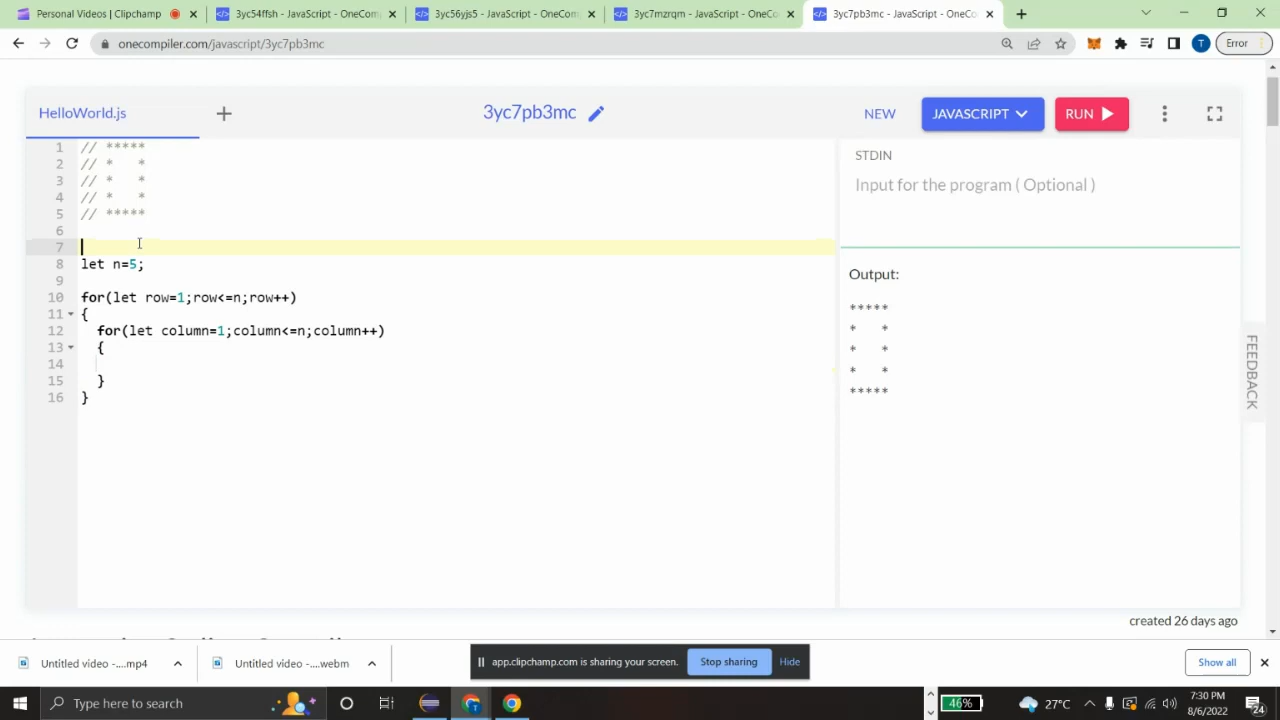 Personal Videos | Clipchamp
3yc54ffsh - JavaScript - OneCom
3yc56yjs5 - JavaScript - OneCom
3yc7mzrqm - JavaScript - OneCo
3yc7pb3mc - JavaScript - OneCo
onecompiler.com/javascript/3yc7pb3mc
T
Error
HelloWorld.js
3yc7pb3mc
NEW
JAVASCRIPT
RUN
1 // *****
2 // *   *
3 // *   *
4 // *   *
5 // *****
6
7
8 let n=5;
9
10 for(let row=1;row<=n;row++)
11 {
12   for(let column=1;column<=n;column++)
13   {
14
15   }
16 }
STDIN
Input for the program ( Optional )
Output:
*****
*   *
*   *
*   *
*****
FEEDBACK
created 26 days ago
Untitled video -....mp4
Untitled video -....webm
app.clipchamp.com is sharing your screen.
Stop sharing
Hide
Show all
Type here to search
46%
27°C
7:30 PM
8/6/2022
24